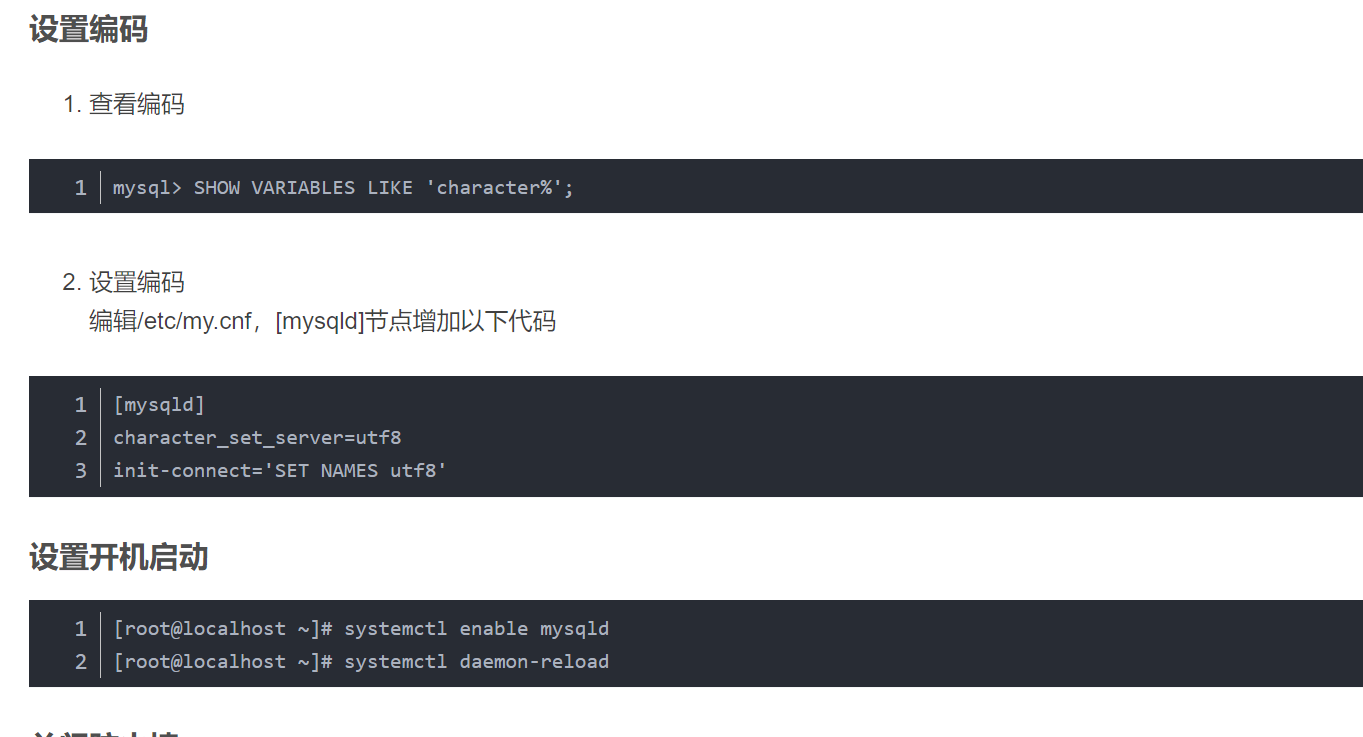 设置编码
1. 查看编码
1 mysql> SHOW VARIABLES LIKE 'character%';
2. 设置编码
编辑/etc/my.cnf，[mysqld]节点增加以下代码
1 [mysqld]
2 character_set_server=utf8
3 init-connect='SET NAMES utf8'
设置开机启动
1 [root@localhost ~]# systemctl enable mysqld
2 [root@localhost ~]# systemctl daemon-reload